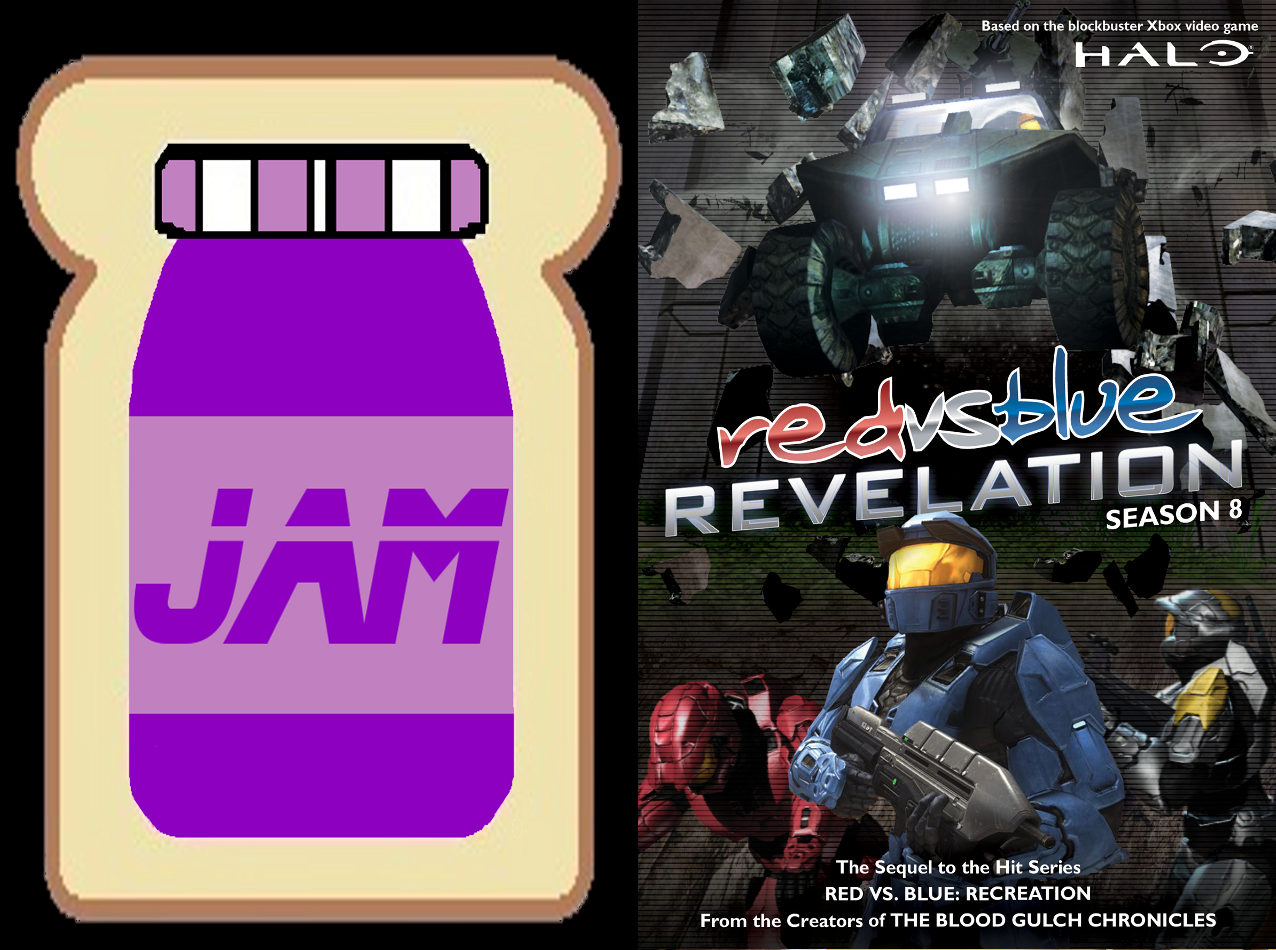 JAM
Based on the blockbuster Xbox video game
HALO
redvsblue
REVELATION
SEASON 8
The Sequel to the Hit Series
RED VS. BLUE: RECREATION
From the Creators of THE BLOOD GULCH CHRONICLES